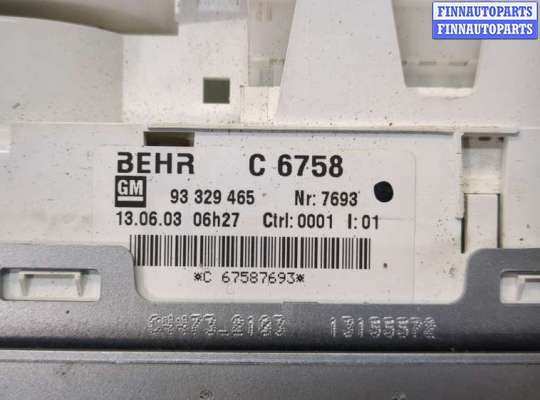 FINNAUTOPARTS
FINNAUTOPARTS
BEHR C 6758
GM 93 329 465 Nr: 7693
13.06.03 06h27 Ctrl: 0001 I: 01
*C 67587693*
13155572